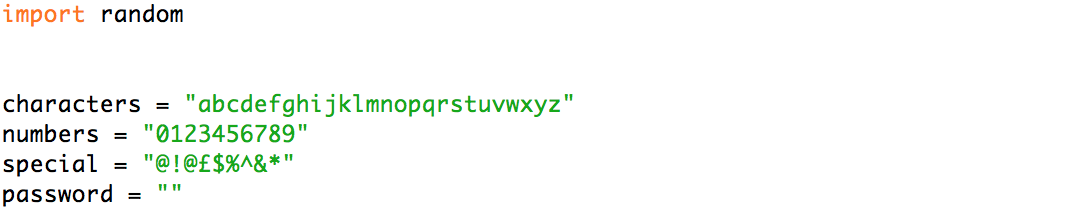 import random
characters = "abcdefghijklmnopqrstuvwxyz"
numbers = "0123456789"
special = "@!@£$%^&*"
password = ""